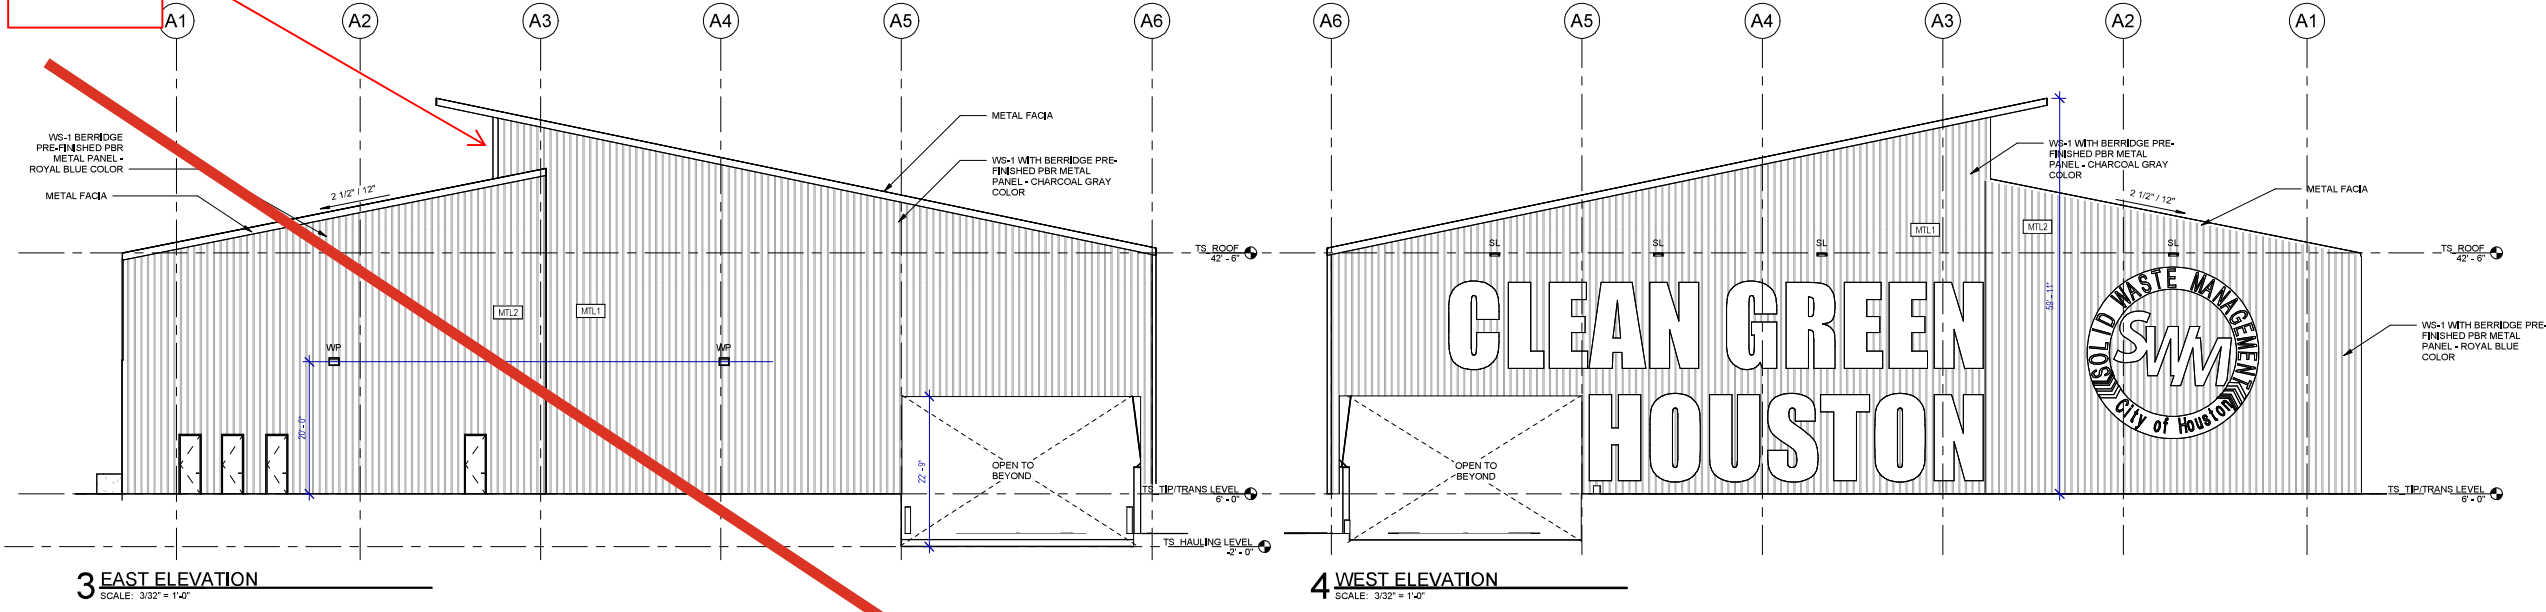 A1 A2 A3 A4 A5 A6
WS-1 BERRIDGE
PRE-FINISHED PBR
METAL PANEL -
ROYAL BLUE COLOR
METAL FACIA
2 1/2" / 12"
METAL FACIA
WS-1 WITH BERRIDGE PRE-
FINISHED PBR METAL
PANEL - CHARCOAL GRAY
COLOR
TS_ROOF
42' - 6"
MTL2
MTL1
WP
WP
20' - 0"
22' - 9"
OPEN TO
BEYOND
TS_TIP/TRANS LEVEL
6' - 0"
TS_HAULING LEVEL
-2' - 0"
3 EAST ELEVATION
SCALE: 3/32" = 1'-0"
A6 A5 A4 A3 A2 A1
WS-1 WITH BERRIDGE PRE-
FINISHED PBR METAL
PANEL - CHARCOAL GRAY
COLOR
METAL FACIA
2 1/2" / 12"
MTL1
MTL2
SL
SL
SL
SL
TS_ROOF
42' - 6"
59' - 11"
CLEAN GREEN
HOUSTON
SOLID WASTE MANAGEMENT
SWM
City of Houston
WS-1 WITH BERRIDGE PRE-
FINISHED PBR METAL
PANEL - ROYAL BLUE
COLOR
OPEN TO
BEYOND
TS_TIP/TRANS LEVEL
6' - 0"
4 WEST ELEVATION
SCALE: 3/32" = 1'-0"